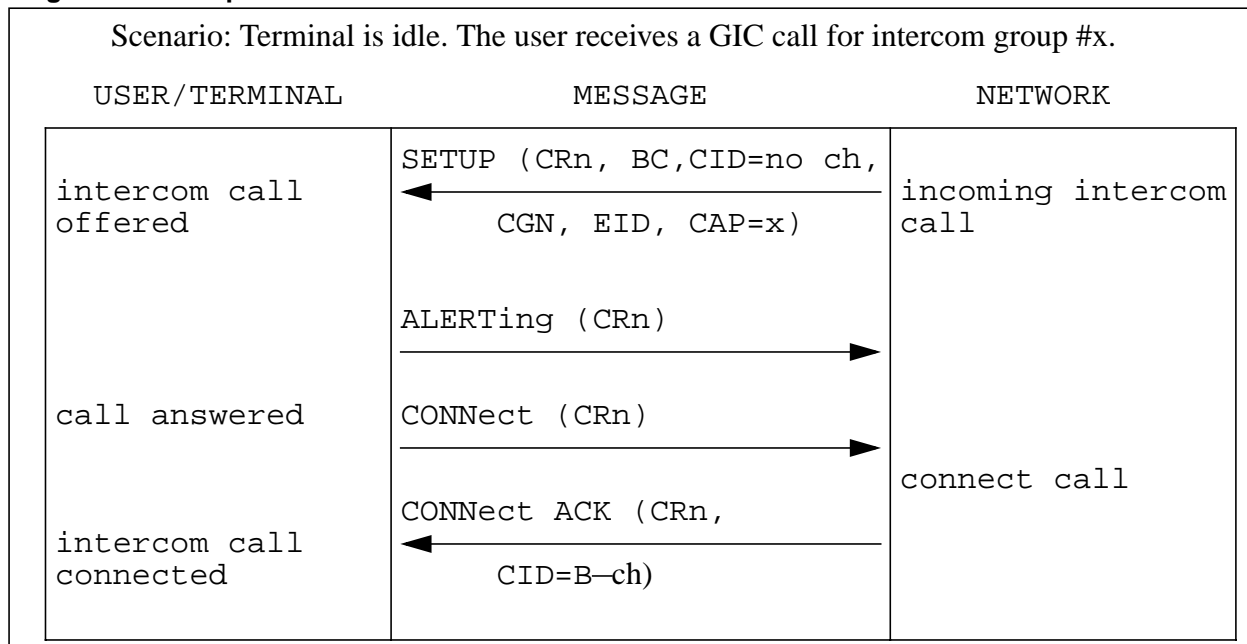 Scenario: Terminal is idle. The user receives a GIC call for intercom group #x.
USER/TERMINAL MESSAGE NETWORK
SETUP (CRn, BC,CID=no ch,
intercom call
offered
CGN, EID, CAP=x)
incoming intercom
call
ALERTing (CRn)
call answered
CONNect (CRn)
connect call
CONNect ACK (CRn,
intercom call
connected
CID=B–ch)